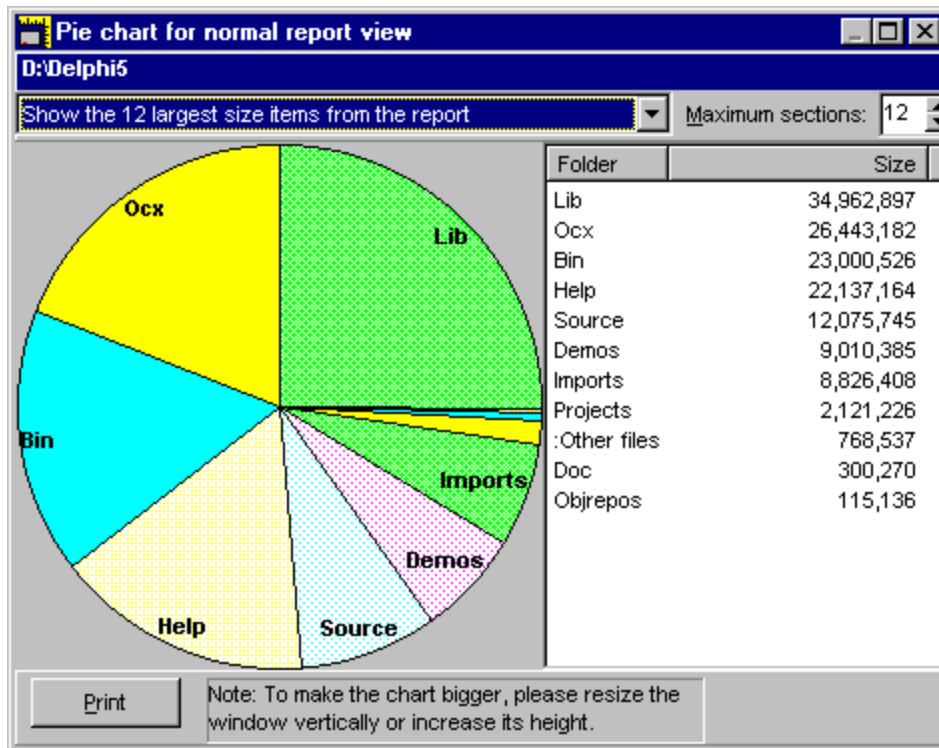 Pie chart for normal report view
D:\Delphi5
Show the 12 largest size items from the report
Maximum sections: 12
Ocx
Lib
Bin
Imports
Demos
Help
Source
Folder Size
Lib 34,962,897
Ocx 26,443,182
Bin 23,000,526
Help 22,137,164
Source 12,075,745
Demos 9,010,385
Imports 8,826,408
Projects 2,121,226
:Other files 768,537
Doc 300,270
Objrepos 115,136
Print
Note: To make the chart bigger, please resize the
window vertically or increase its height.